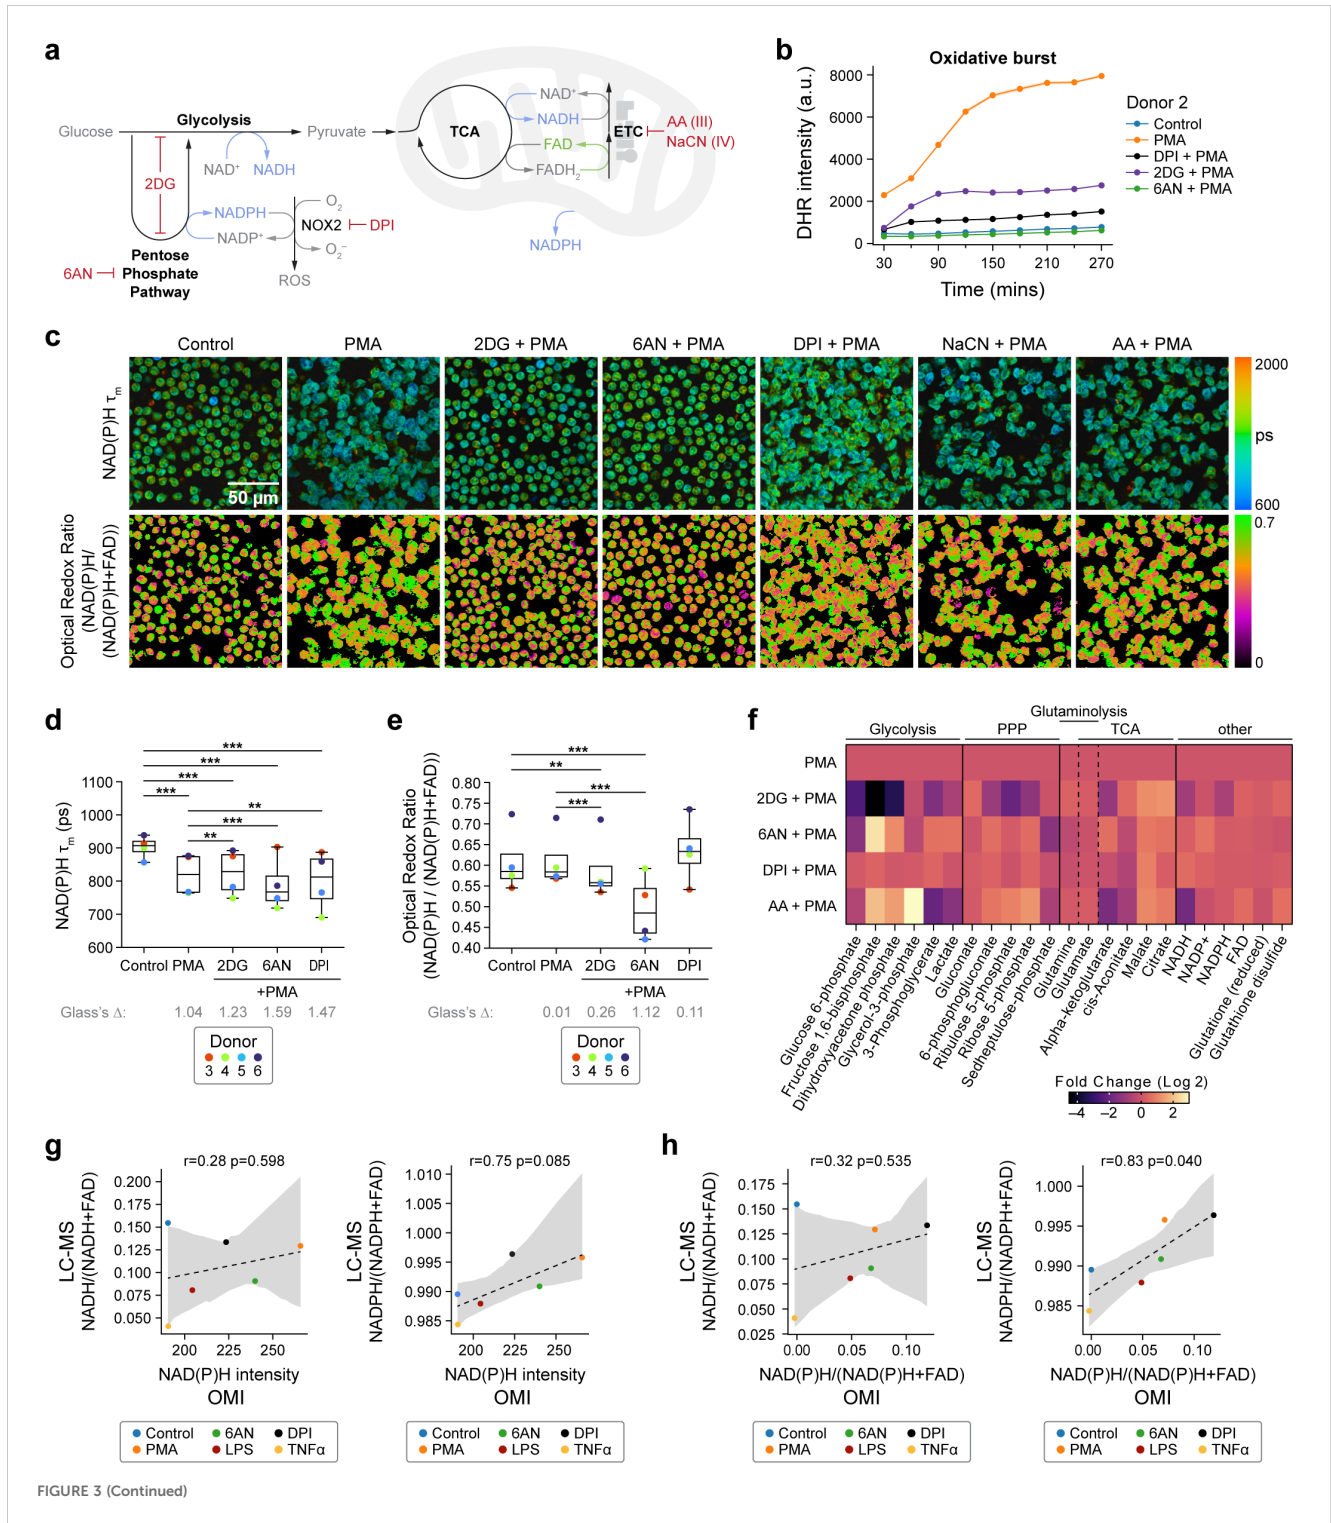 a
Glucose
Glycolysis
Pyruvate
NAD⁺
NADH
2DG
NADPH
NADP⁺
O₂
NOX2
DPI
O₂⁻
ROS
6AN
Pentose
Phosphate
Pathway
TCA
NAD⁺
NADH
FAD
FADH₂
ETC
AA (III)
NaCN (IV)
NADPH
b
Oxidative burst
DHR intensity (a.u.)
8000
6000
4000
2000
0
30
90
150
210
270
Time (mins)
Donor 2
Control
PMA
DPI + PMA
2DG + PMA
6AN + PMA
c
Control
PMA
2DG + PMA
6AN + PMA
DPI + PMA
NaCN + PMA
AA + PMA
NAD(P)H τm
50 µm
2000
ps
600
Optical Redox Ratio
(NAD(P)H/
(NAD(P)H+FAD))
0.7
0
d
NAD(P)H τm (ps)
1100
1000
900
800
700
600
***
***
***
***
**
***
**
Control
PMA
2DG
6AN
DPI
+PMA
Glass's Δ:
1.04
1.23
1.59
1.47
Donor
3
4
5
6
e
Optical Redox Ratio
(NAD(P)H / (NAD(P)H+FAD))
0.80
0.75
0.70
0.65
0.60
0.55
0.50
0.45
0.40
***
**
***
***
Control
PMA
2DG
6AN
DPI
+PMA
Glass's Δ:
0.01
0.26
1.12
0.11
Donor
3
4
5
6
f
Glutaminolysis
Glycolysis
PPP
TCA
other
PMA
2DG + PMA
6AN + PMA
DPI + PMA
AA + PMA
Glucose 6-phosphate
Fructose 1,6-bisphosphate
Dihydroxyacetone phosphate
Glycerol-3-phosphate
3-Phosphoglycerate
Lactate
Gluconate
6-phosphogluconate
Ribulose 5-phosphate
Ribose 5-phosphate
Sedheptulose-phosphate
Glutamine
Glutamate
Alpha-ketoglutarate
cis-Aconitate
Malate
Citrate
NADH
NADP+
NADPH
FAD
Glutatione (reduced)
Glutathione disulfide
Fold Change (Log 2)
−4
−2
0
2
g
r=0.28 p=0.598
LC-MS
NADH/(NADH+FAD)
0.200
0.175
0.150
0.125
0.100
0.075
0.050
200
225
250
NAD(P)H intensity
OMI
Control
6AN
DPI
PMA
LPS
TNFα
r=0.75 p=0.085
LC-MS
NADPH/(NADPH+FAD)
1.010
1.005
1.000
0.995
0.990
0.985
200
225
250
NAD(P)H intensity
OMI
Control
6AN
DPI
PMA
LPS
TNFα
h
r=0.32 p=0.535
LC-MS
NADH/(NADH+FAD)
0.175
0.150
0.125
0.100
0.075
0.050
0.025
0.00
0.05
0.10
NAD(P)H/(NAD(P)H+FAD)
OMI
Control
6AN
DPI
PMA
LPS
TNFα
r=0.83 p=0.040
LC-MS
NADPH/(NADPH+FAD)
1.000
0.995
0.990
0.985
0.00
0.05
0.10
NAD(P)H/(NAD(P)H+FAD)
OMI
Control
6AN
DPI
PMA
LPS
TNFα
FIGURE 3 (Continued)